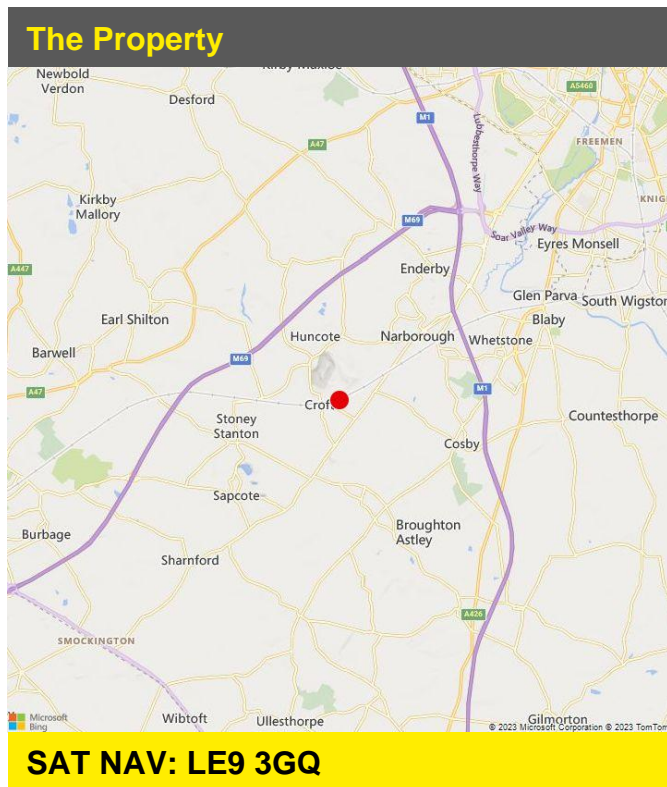 The Property
Newbold
Verdon
Desford
A5460
M1
Lubbesthorpe Way
A47
FREEMEN
Kirkby
Mallory
M69
Soar Valley Way
Eyres Monsell
Enderby
A447
Glen Parva
South Wigston
Earl Shilton
Blaby
Huncote
Narborough
Whetstone
Barwell
M69
A47
M1
Croft
Stoney
Stanton
Countesthorpe
Cosby
Sapcote
Burbage
Broughton
Astley
Sharnford
A426
SMOCKINGTON
Microsoft
Bing
Wibtoft
Ullesthorpe
Gilmorton
© 2023 Microsoft Corporation © 2023 TomTom
SAT NAV: LE9 3GQ